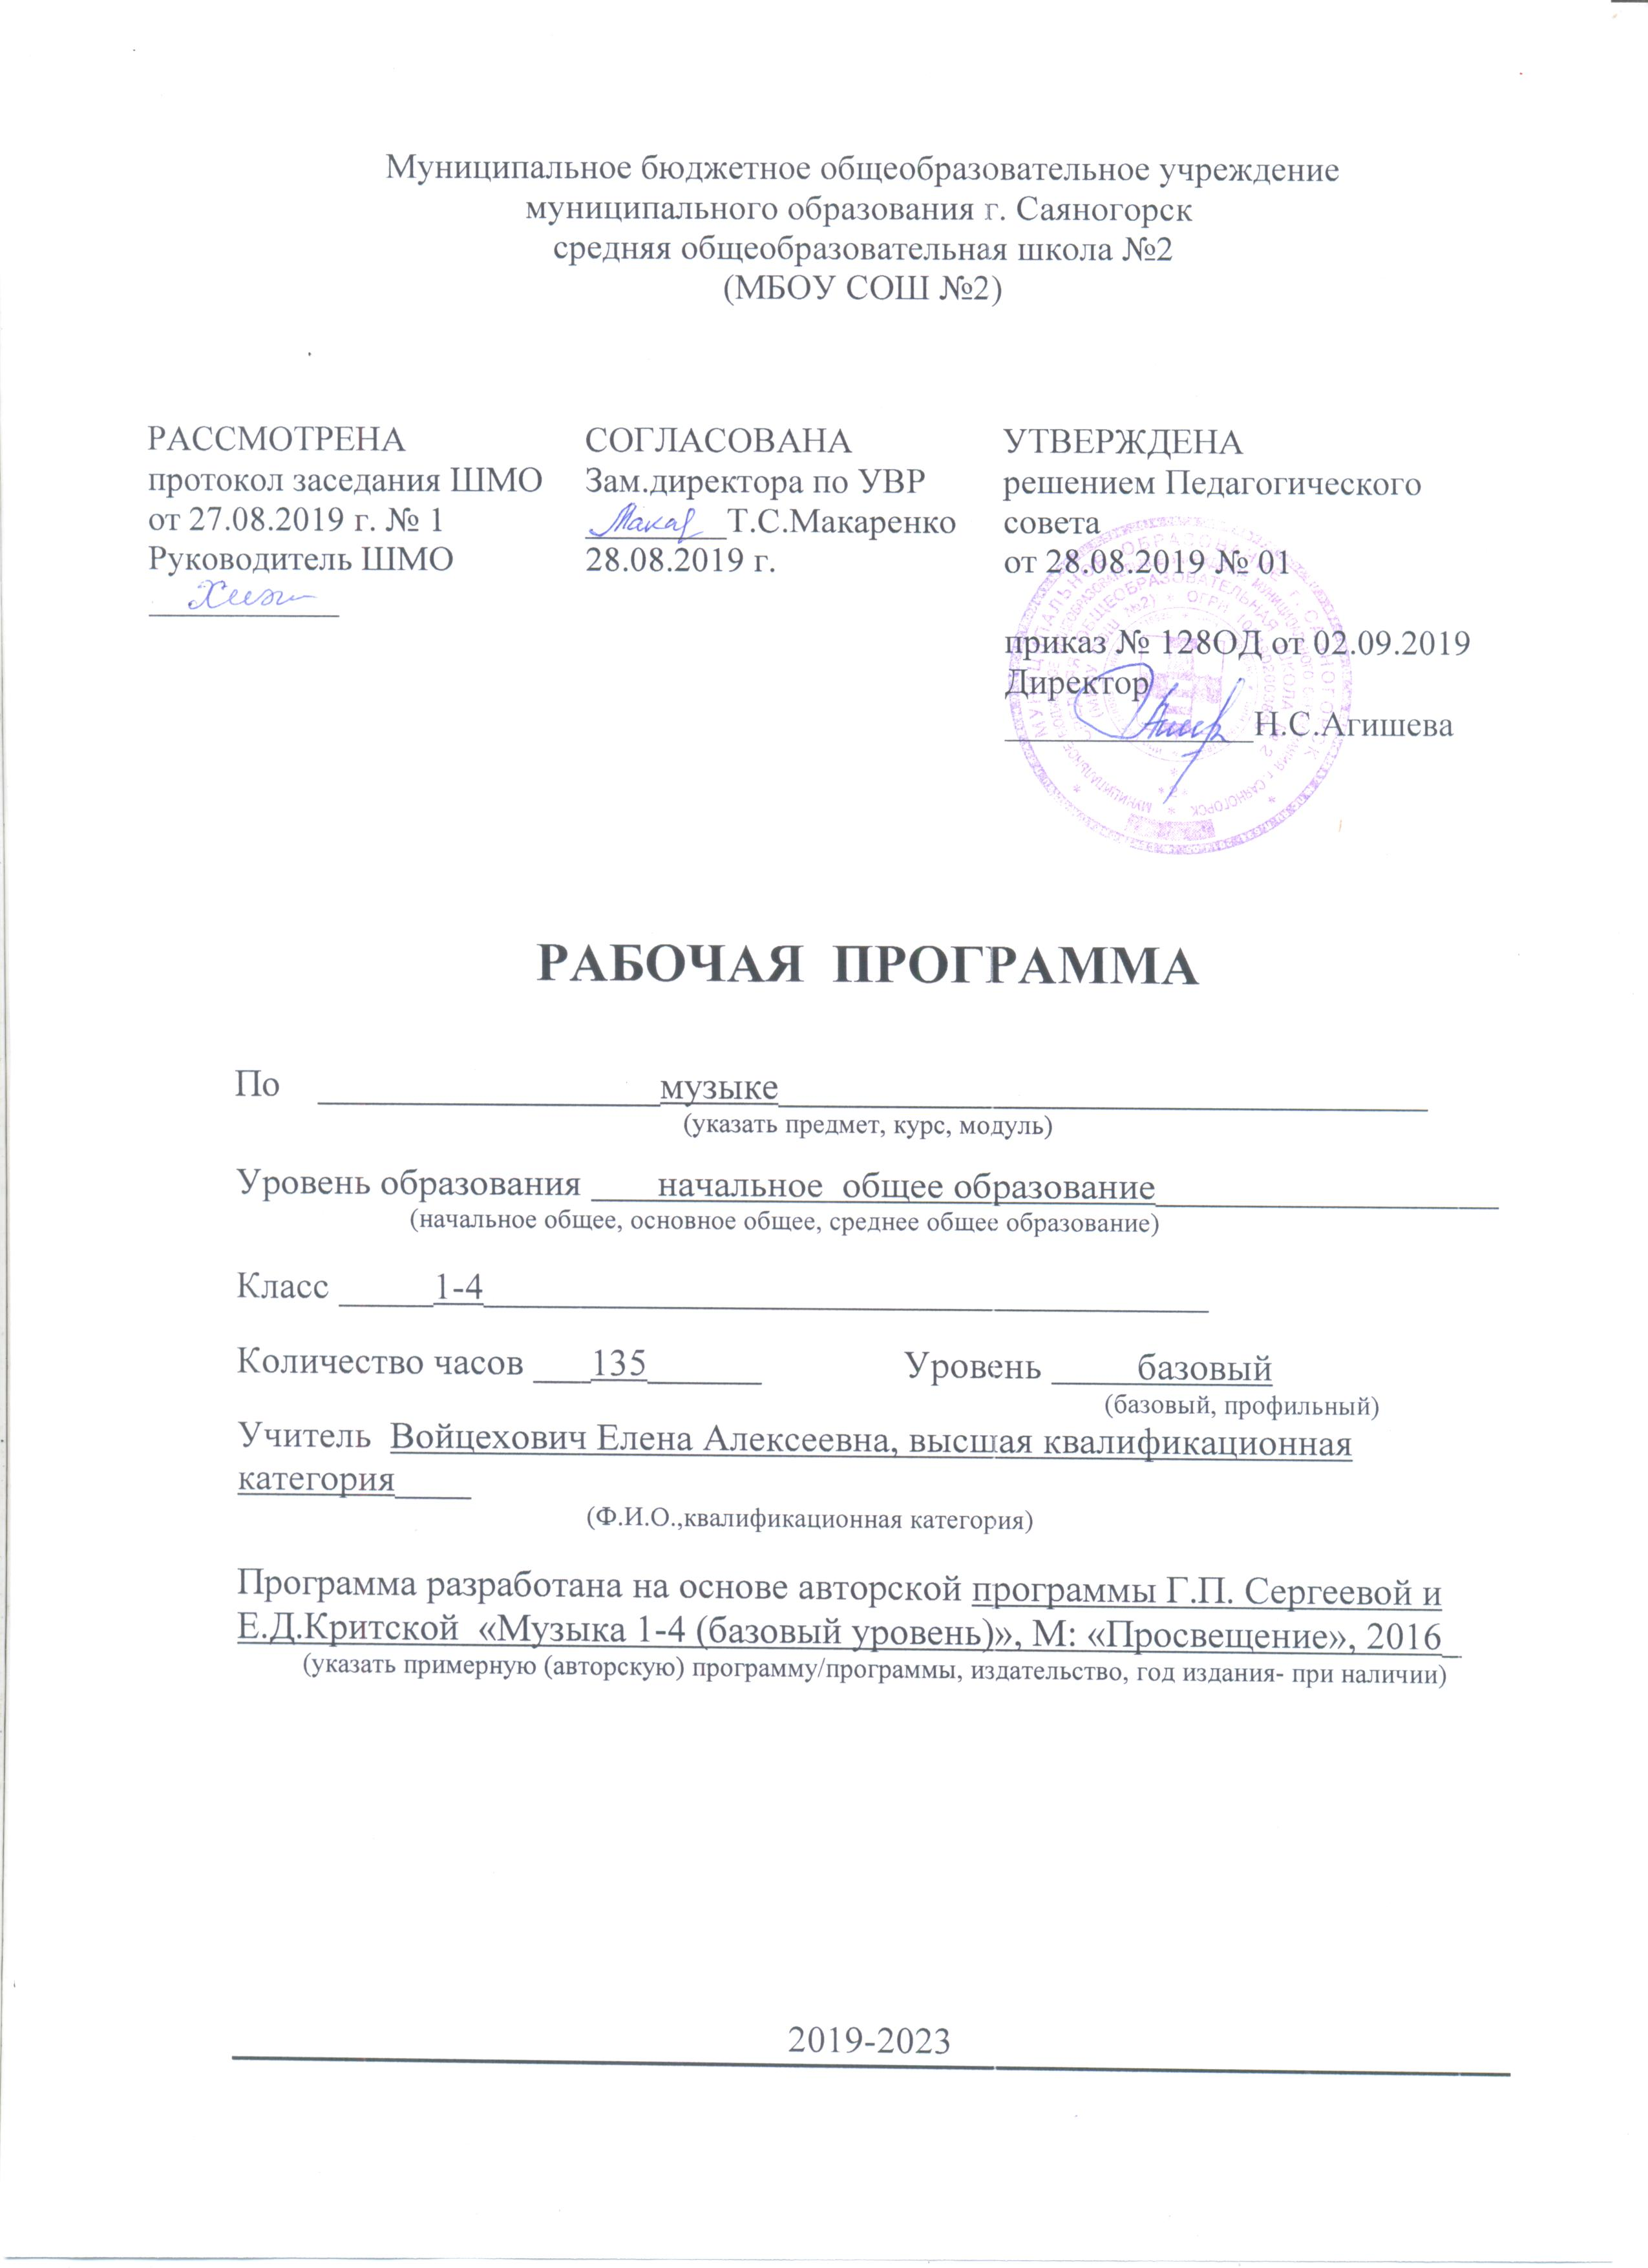 Муниципальное бюджетное общеобразовательное учреждение
муниципального образования г. Саяногорск
средняя общеобразовательная школа №2
(МБОУ СОШ №2)
РАССМОТРЕНА
протокол заседания ШМО
от 27.08.2019 г. № 1
Руководитель ШМО
СОГЛАСОВАНА
Зам.директора по УВР
Т.С.Макаренко
28.08.2019 г.
УТВЕРЖДЕНА
решением Педагогического
совета
от 28.08.2019 № 01
приказ № 128ОД от 02.09.2019
Директор
Н.С.Агишева
РАБОЧАЯ ПРОГРАММА
По музыке
(указать предмет, курс, модуль)
Уровень образования начальное общее образование
(начальное общее, основное общее, среднее общее образование)
Класс 1-4
Количество часов 135 Уровень базовый
(базовый, профильный)
Учитель Войцехович Елена Алексеевна, высшая квалификационная
категория
(Ф.И.О.,квалификационная категория)
Программа разработана на основе авторской программы Г.П. Сергеевой и
Е.Д.Критской «Музыка 1-4 (базовый уровень)», М: «Просвещение», 2016
(указать примерную (авторскую) программу/программы, издательство, год издания- при наличии)
2019-2023